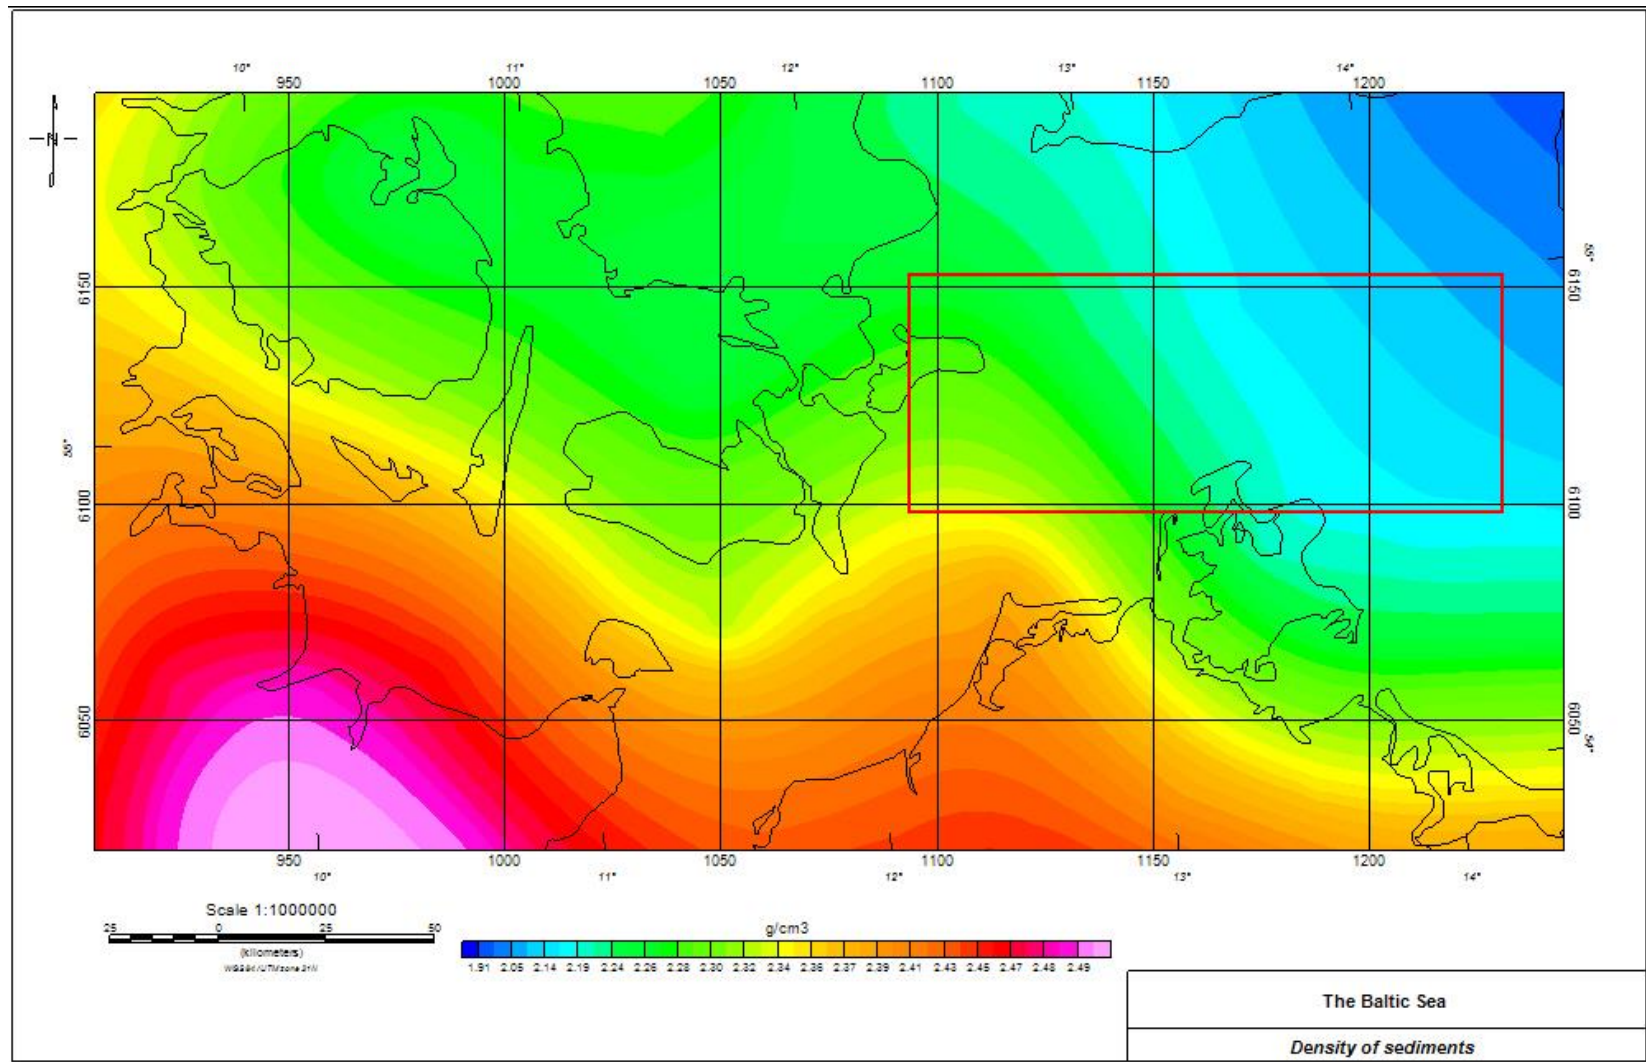 10° 11° 12° 13° 14°
950 1000 1050 1100 1150 1200
N
55°
6150 6150
55°
6100 6100
6050 6050
54°
950 1000 1050 1100 1150 1200
10° 11° 12° 13° 14°
Scale 1:1000000
25 0 25 50
(kilometers)
WGS84 / UTM zone 31N
g/cm3
1.91 2.05 2.14 2.19 2.24 2.26 2.28 2.30 2.32 2.34 2.36 2.37 2.39 2.41 2.43 2.45 2.47 2.48 2.49
The Baltic Sea
Density of sediments